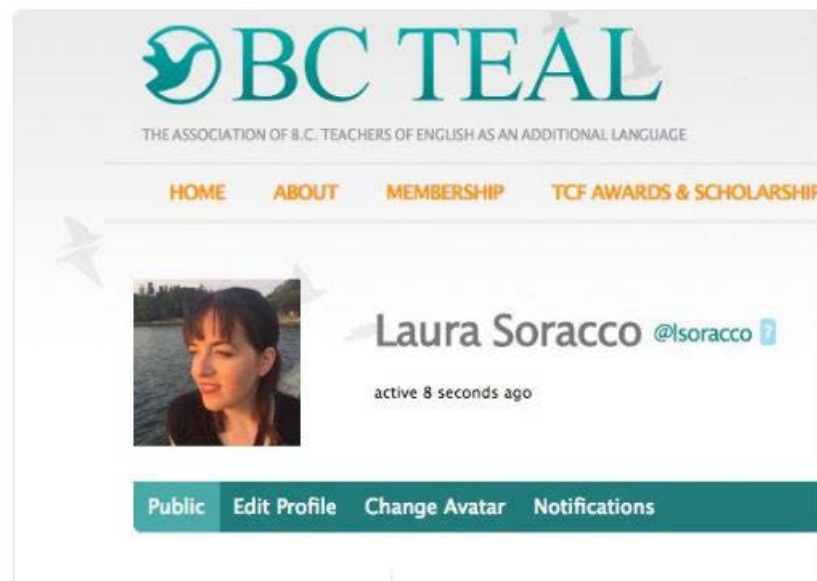 BC TEAL
THE ASSOCIATION OF B.C. TEACHERS OF ENGLISH AS AN ADDITIONAL LANGUAGE
HOME ABOUT MEMBERSHIP TCF AWARDS & SCHOLARSHIP
Laura Soracco @lsoracco ?
active 8 seconds ago
Public Edit Profile Change Avatar Notifications